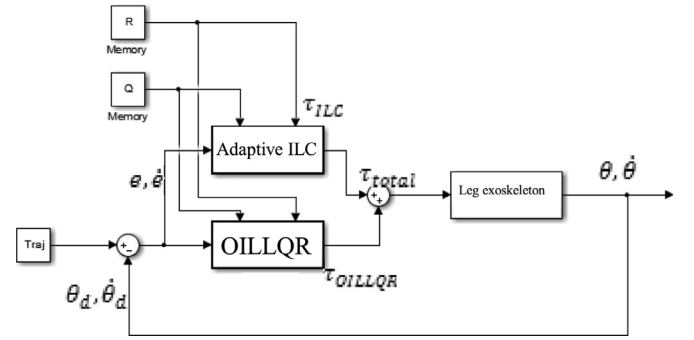 R
Memory
Q
Memory
τ_ILC
Adaptive ILC
e, ė
τ_total
+
+
Leg exoskeleton
θ, θ̇
Traj
+
−
OILLQR
τ_OILLQR
θ_d, θ̇_d